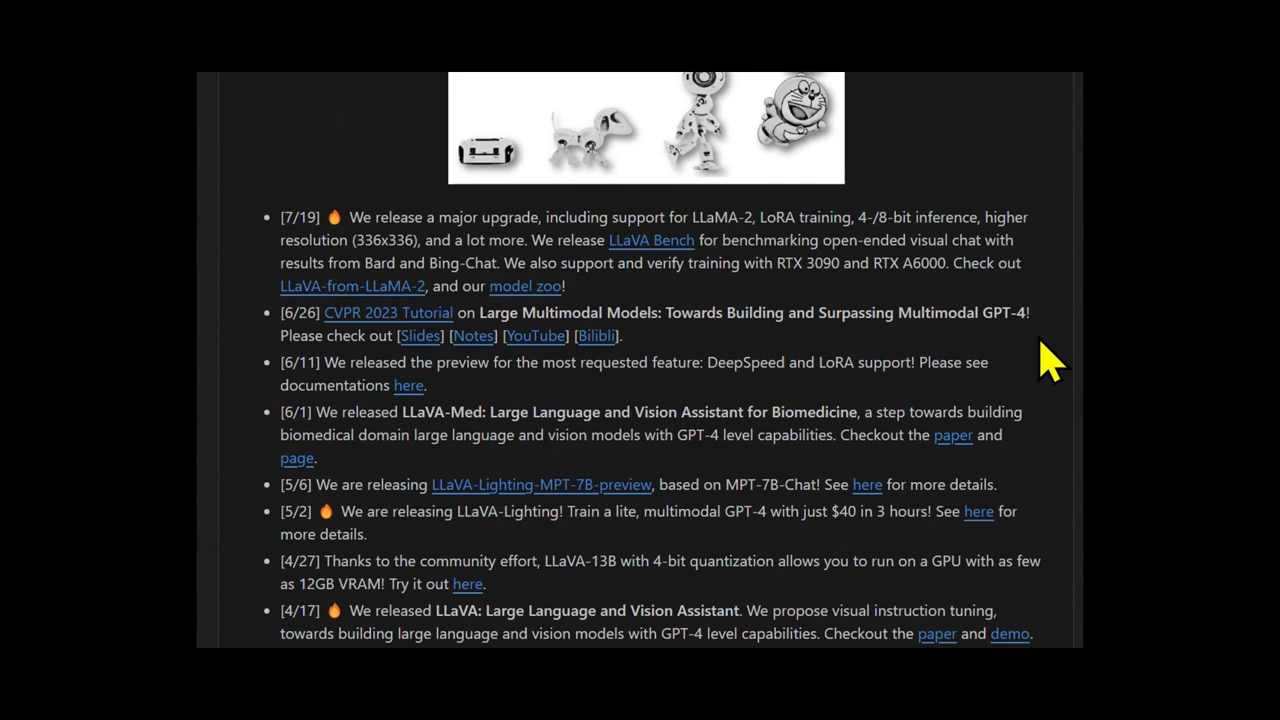 [7/19] 🔥 We release a major upgrade, including support for LLaMA-2, LoRA training, 4-/8-bit inference, higher
resolution (336x336), and a lot more. We release LLaVA Bench for benchmarking open-ended visual chat with
results from Bard and Bing-Chat. We also support and verify training with RTX 3090 and RTX A6000. Check out
LLaVA-from-LLaMA-2, and our model zoo!
[6/26] CVPR 2023 Tutorial on Large Multimodal Models: Towards Building and Surpassing Multimodal GPT-4!
Please check out [Slides] [Notes] [YouTube] [Bilibli].
[6/11] We released the preview for the most requested feature: DeepSpeed and LoRA support! Please see
documentations here.
[6/1] We released LLaVA-Med: Large Language and Vision Assistant for Biomedicine, a step towards building
biomedical domain large language and vision models with GPT-4 level capabilities. Checkout the paper and
page.
[5/6] We are releasing LLaVA-Lighting-MPT-7B-preview, based on MPT-7B-Chat! See here for more details.
[5/2] 🔥 We are releasing LLaVA-Lighting! Train a lite, multimodal GPT-4 with just $40 in 3 hours! See here for
more details.
[4/27] Thanks to the community effort, LLaVA-13B with 4-bit quantization allows you to run on a GPU with as few
as 12GB VRAM! Try it out here.
[4/17] 🔥 We released LLaVA: Large Language and Vision Assistant. We propose visual instruction tuning,
towards building large language and vision models with GPT-4 level capabilities. Checkout the paper and demo.